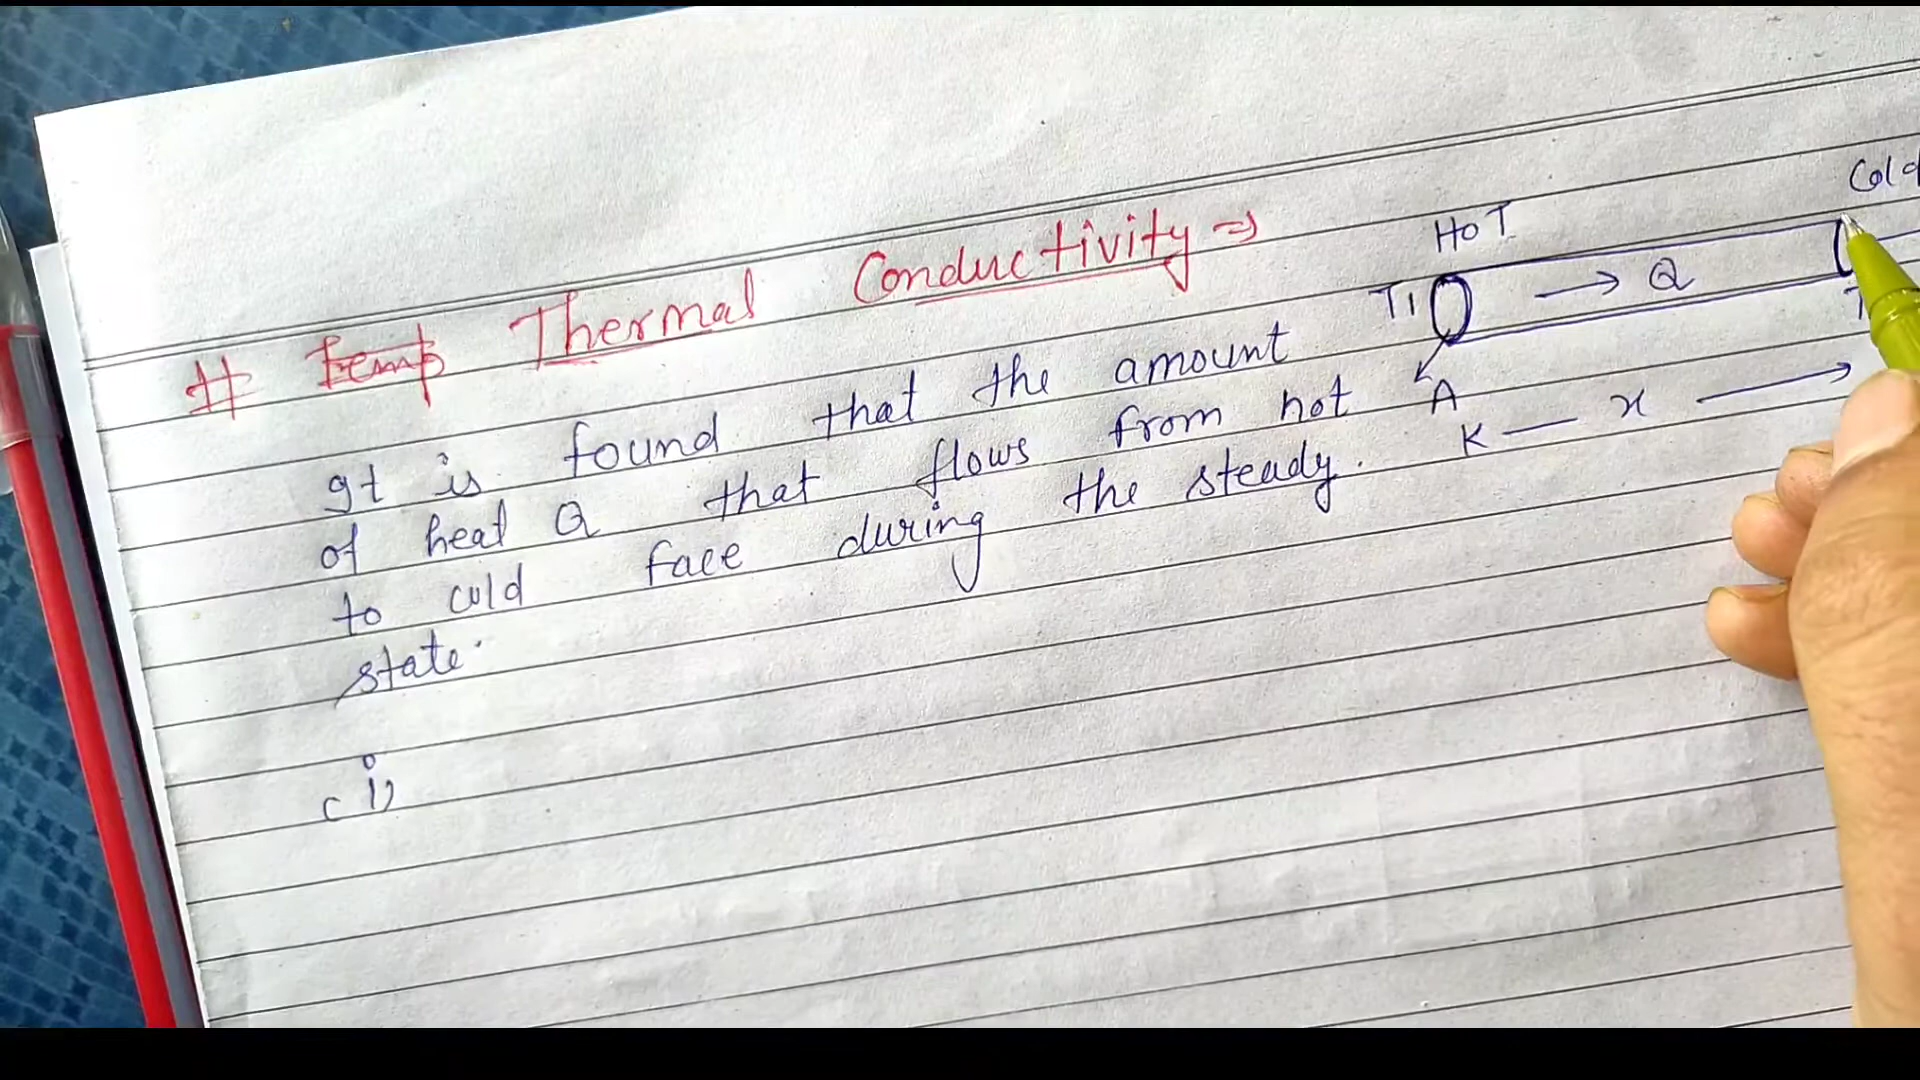 # Temp Thermal Conductivity ⇒
It is found that the amount
of heat Q that flows from hot
to cold face during the steady.
state.
(i)
HOT
Cold
T1 → Q
T
A
K — x →